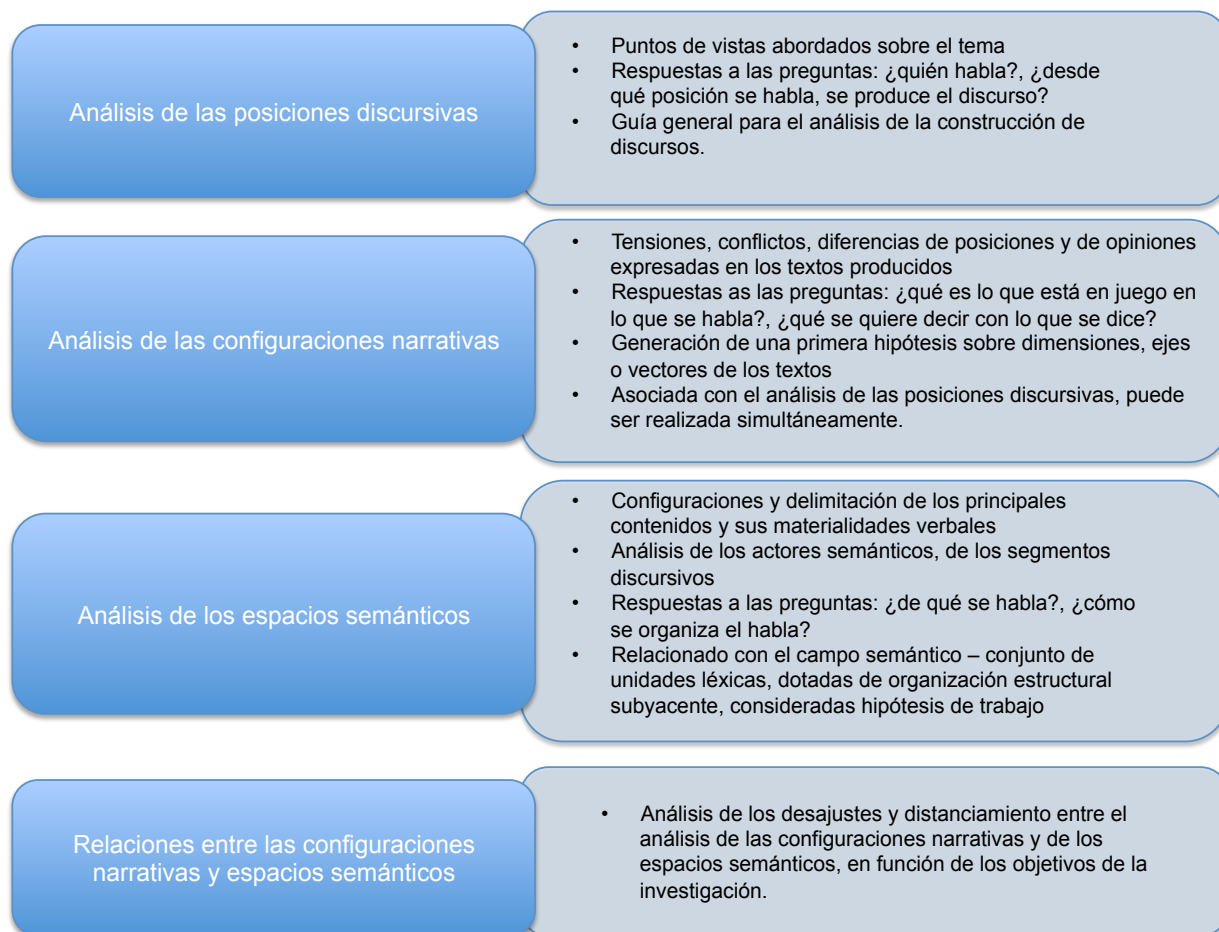 Análisis de las posiciones discursivas
• Puntos de vistas abordados sobre el tema
• Respuestas a las preguntas: ¿quién habla?, ¿desde
qué posición se habla, se produce el discurso?
• Guía general para el análisis de la construcción de
discursos.
Análisis de las configuraciones narrativas
• Tensiones, conflictos, diferencias de posiciones y de opiniones
expresadas en los textos producidos
• Respuestas as las preguntas: ¿qué es lo que está en juego en
lo que se habla?, ¿qué se quiere decir con lo que se dice?
• Generación de una primera hipótesis sobre dimensiones, ejes
o vectores de los textos
• Asociada con el análisis de las posiciones discursivas, puede
ser realizada simultáneamente.
Análisis de los espacios semánticos
• Configuraciones y delimitación de los principales
contenidos y sus materialidades verbales
• Análisis de los actores semánticos, de los segmentos
discursivos
• Respuestas a las preguntas: ¿de qué se habla?, ¿cómo
se organiza el habla?
• Relacionado con el campo semántico – conjunto de
unidades léxicas, dotadas de organización estructural
subyacente, consideradas hipótesis de trabajo
Relaciones entre las configuraciones
narrativas y espacios semánticos
• Análisis de los desajustes y distanciamiento entre el
análisis de las configuraciones narrativas y de los
espacios semánticos, en función de los objetivos de la
investigación.